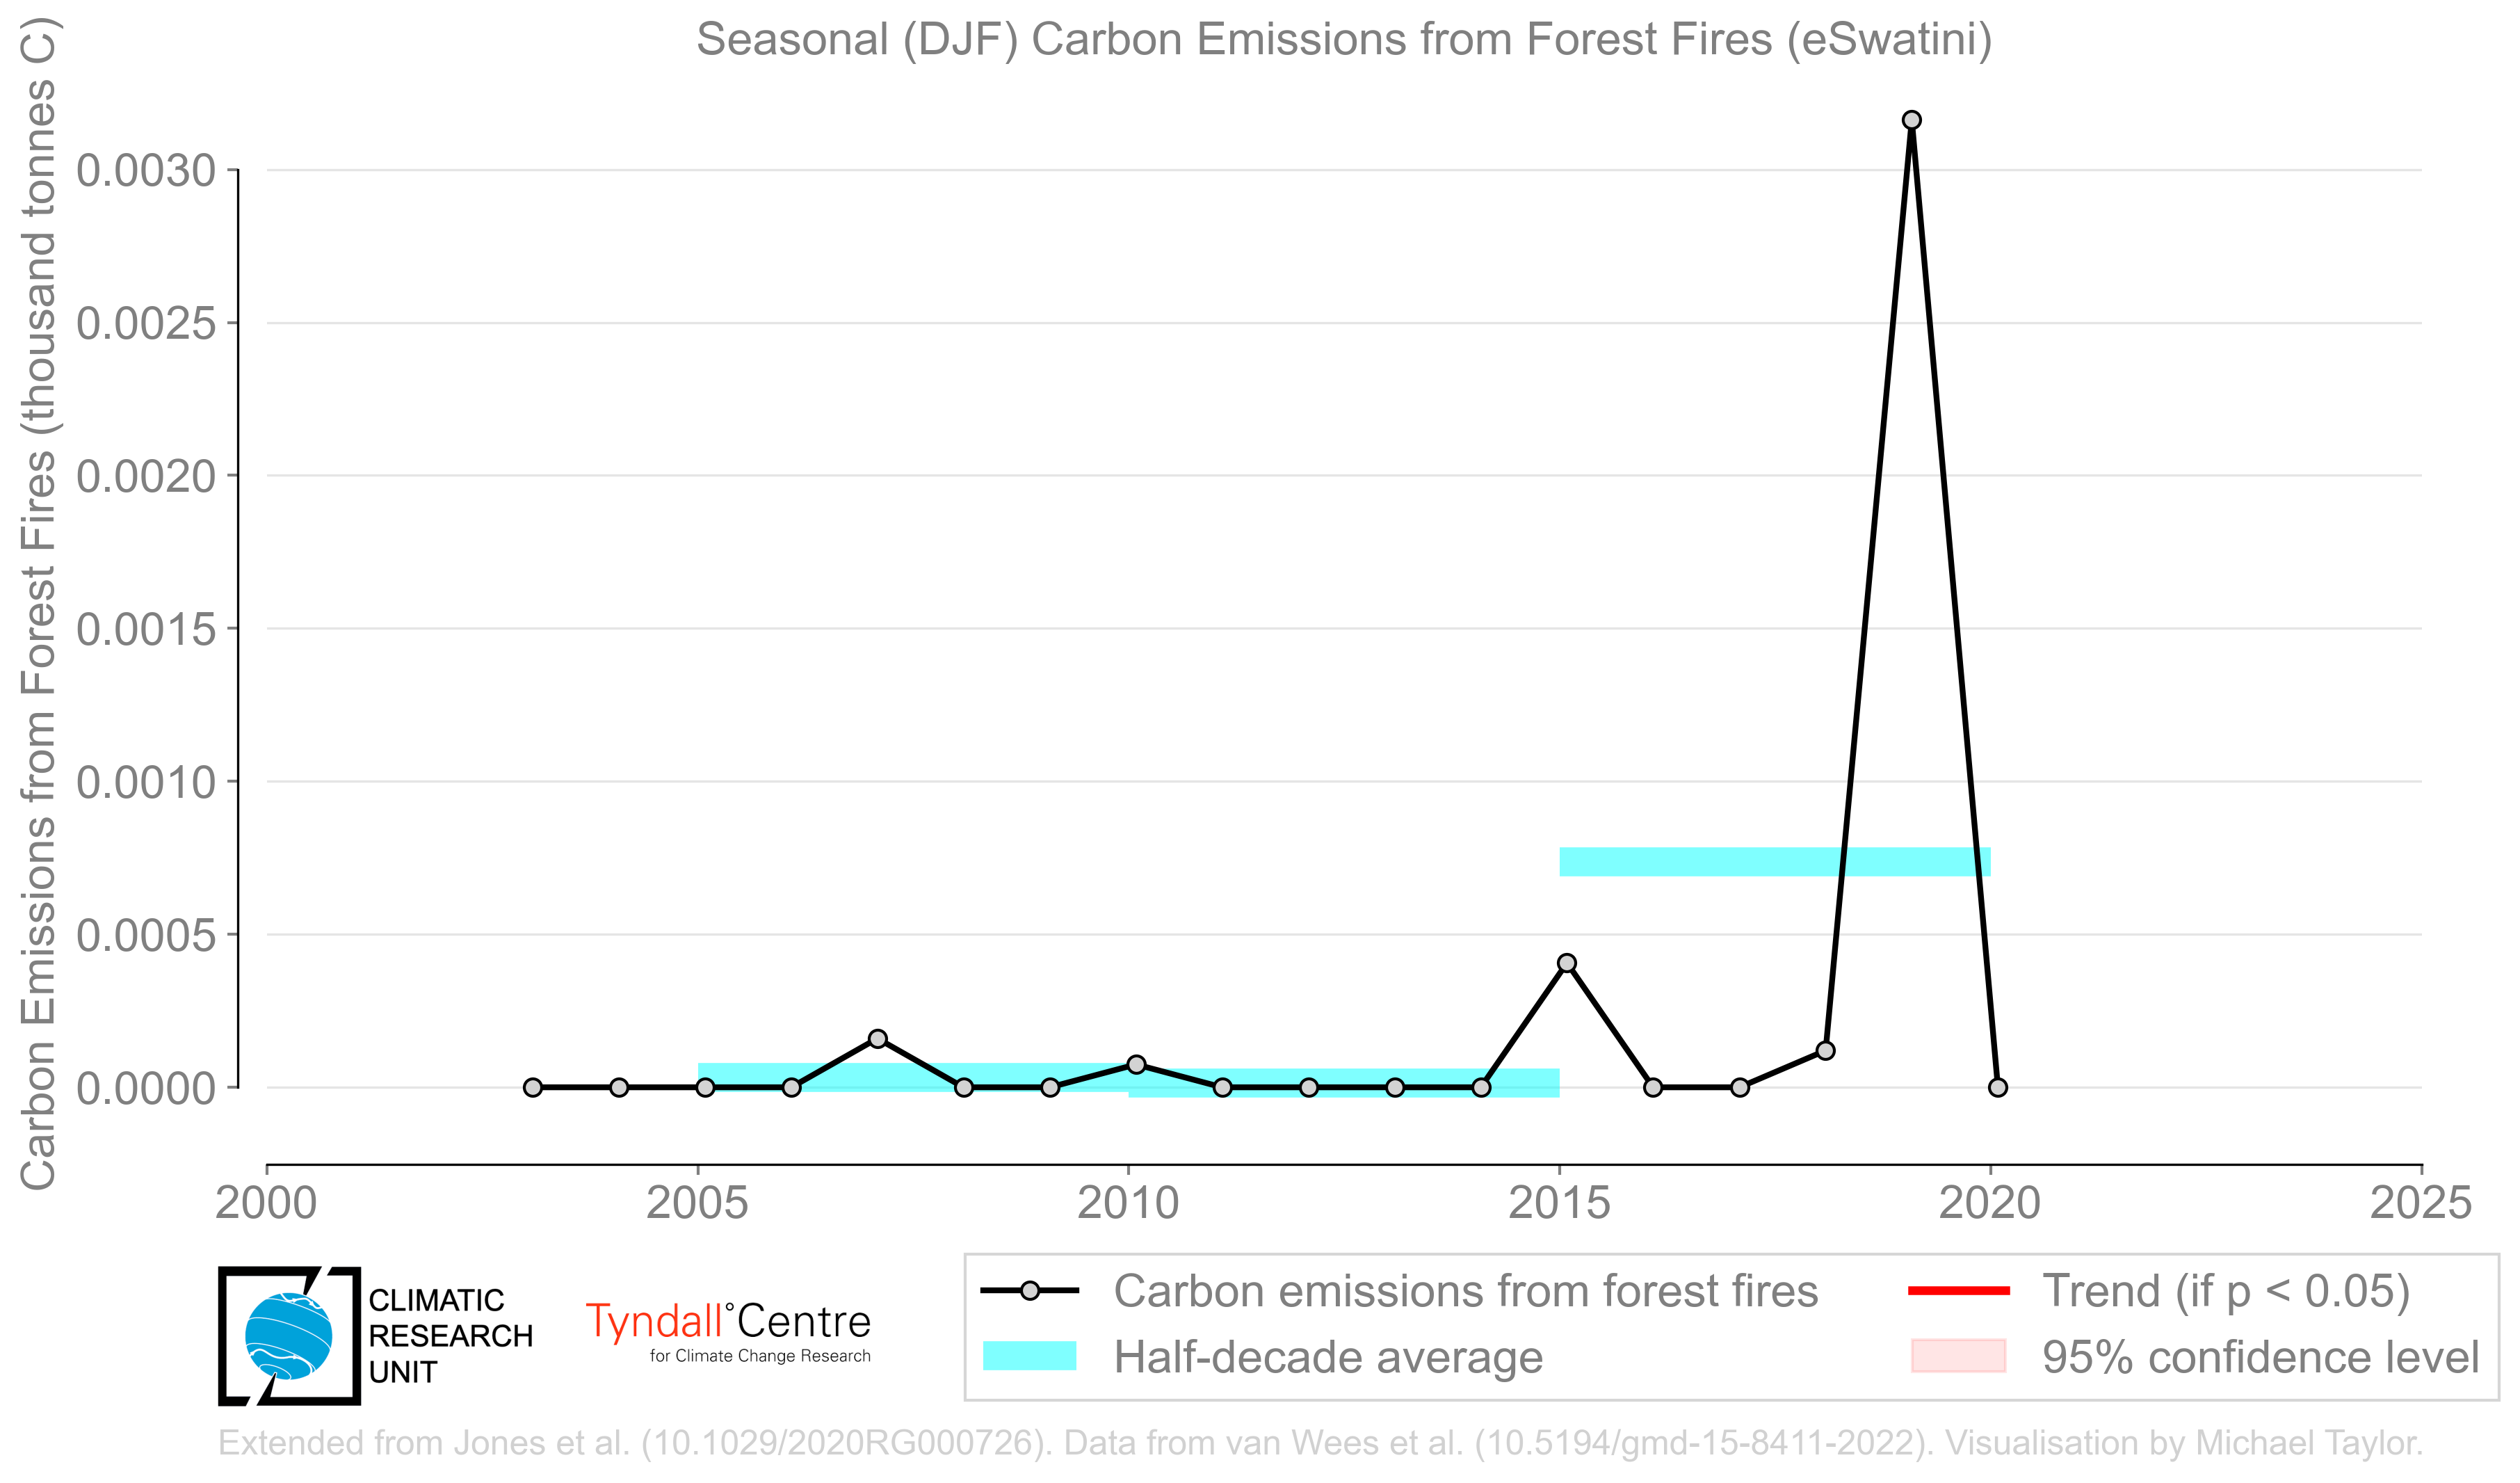 Seasonal (DJF) Carbon Emissions from Forest Fires (eSwatini)
Carbon Emissions from Forest Fires (thousand tonnes C)
0.0030
0.0025
0.0020
0.0015
0.0010
0.0005
0.0000
2000 2005 2010 2015 2020 2025
CLIMATIC
RESEARCH
UNIT
Tyndall°Centre
for Climate Change Research
Carbon emissions from forest fires
Half-decade average
Trend (if p < 0.05)
95% confidence level
Extended from Jones et al. (10.1029/2020RG000726). Data from van Wees et al. (10.5194/gmd-15-8411-2022). Visualisation by Michael Taylor.